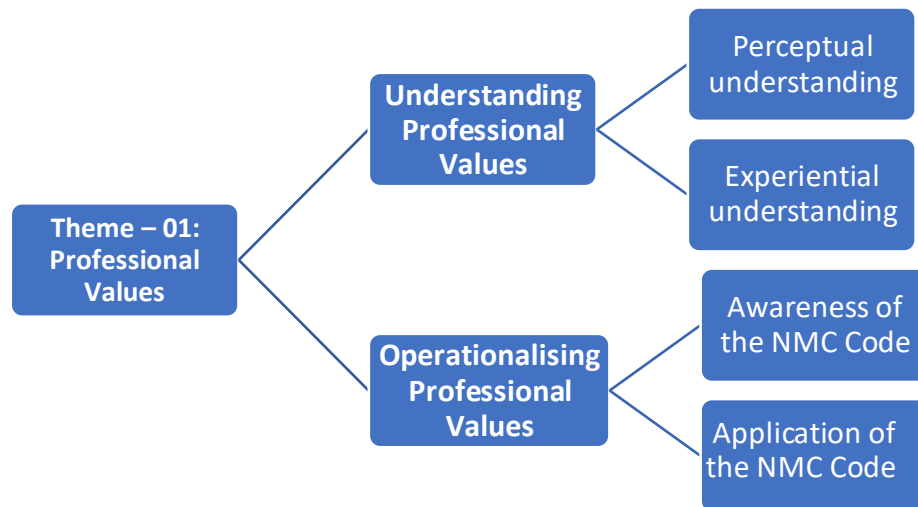 Theme – 01:
Professional
Values
Understanding
Professional
Values
Perceptual
understanding
Experiential
understanding
Operationalising
Professional
Values
Awareness of
the NMC Code
Application of
the NMC Code